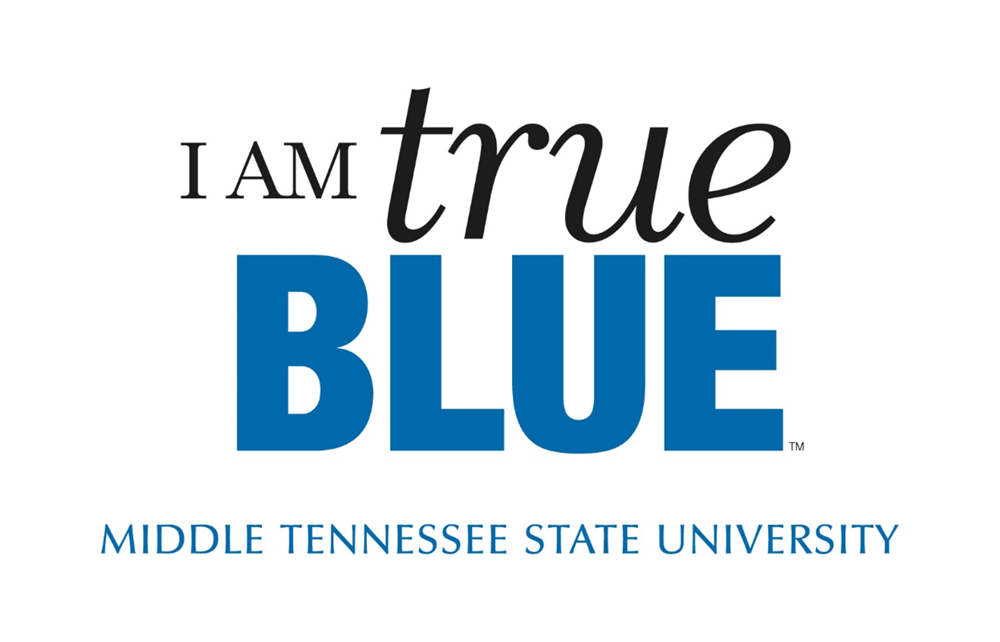 I AM true
BLUE™
MIDDLE TENNESSEE STATE UNIVERSITY